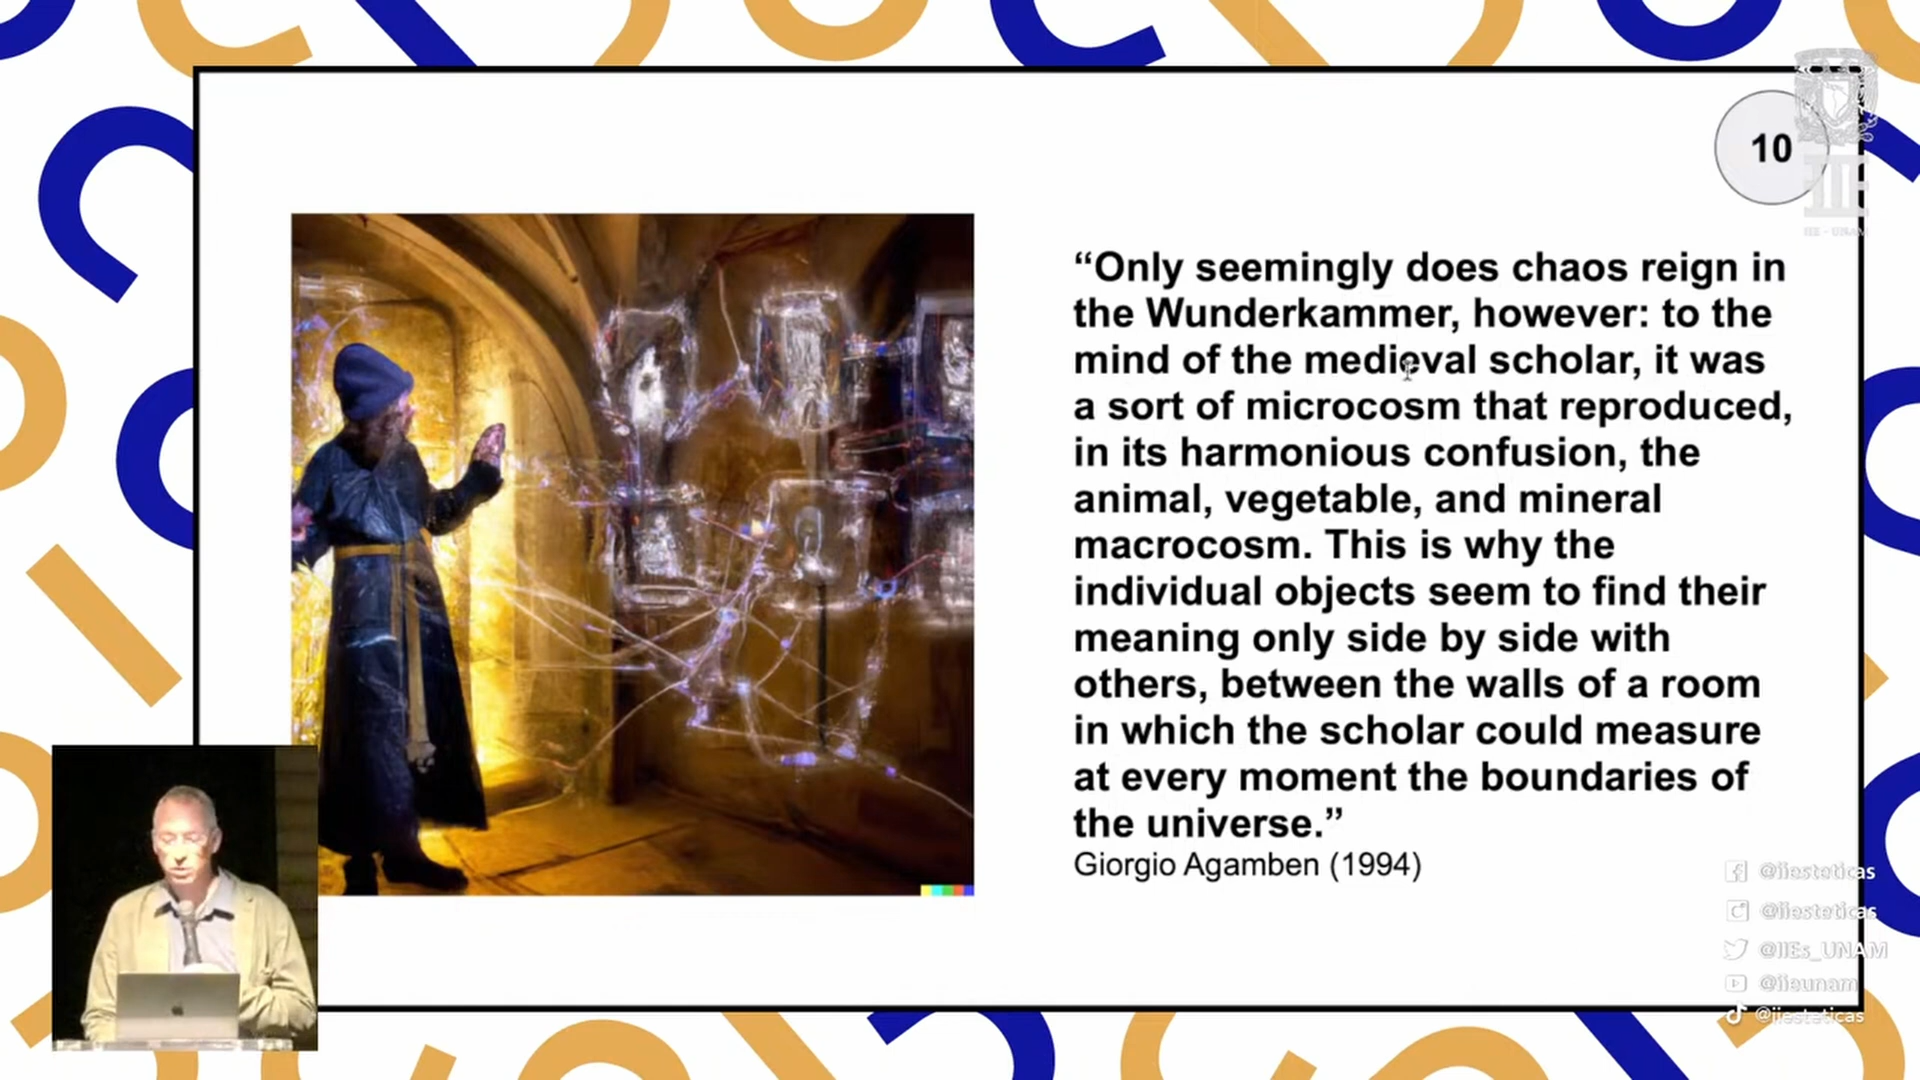 10
“Only seemingly does chaos reign in
the Wunderkammer, however: to the
mind of the medieval scholar, it was
a sort of microcosm that reproduced,
in its harmonious confusion, the
animal, vegetable, and mineral
macrocosm. This is why the
individual objects seem to find their
meaning only side by side with
others, between the walls of a room
in which the scholar could measure
at every moment the boundaries of
the universe.”
Giorgio Agamben (1994)
IIE - UNAM
@iiesteticas
@iiesteticas
@IIEs_UNAM
@iieunam
@iiesteticas